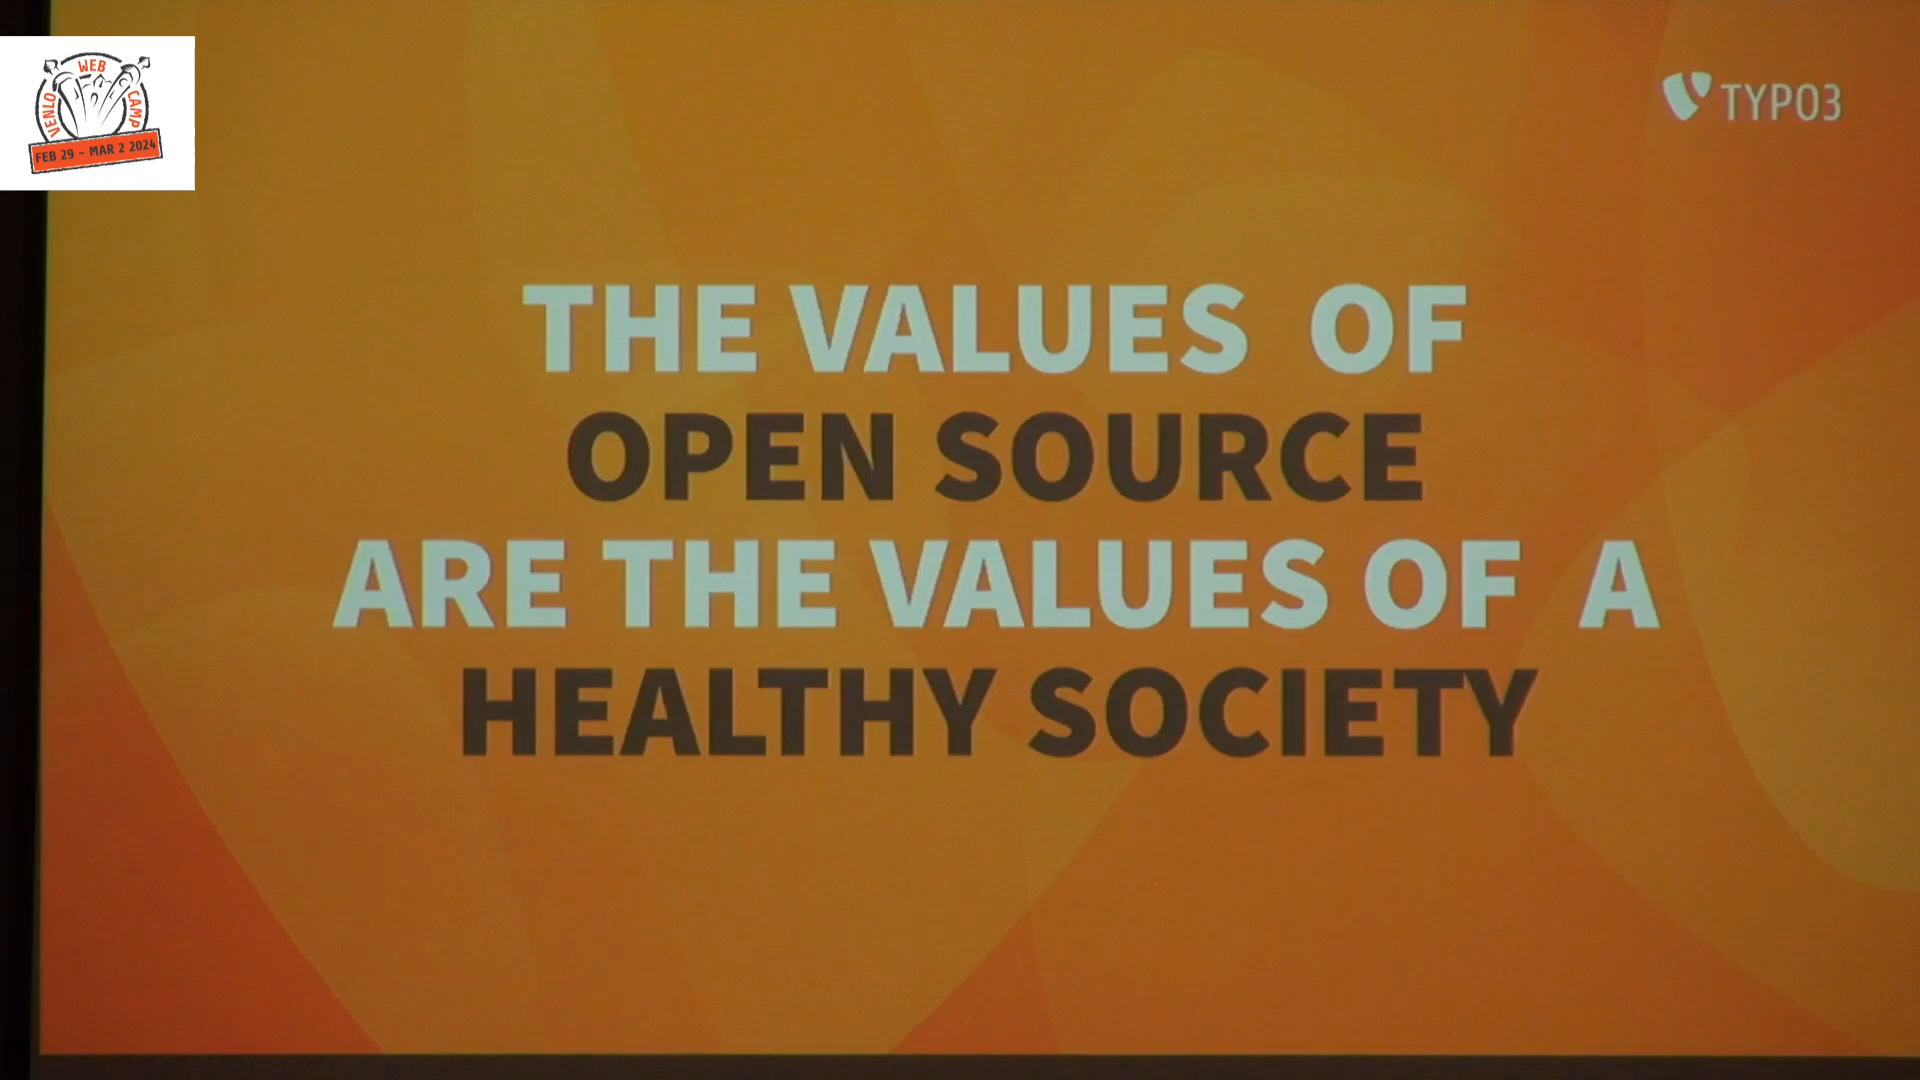 VENLO WEB CAMP
FEB 29 - MAR 2 2024
TYPO3
THE VALUES OF
OPEN SOURCE
ARE THE VALUES OF A
HEALTHY SOCIETY